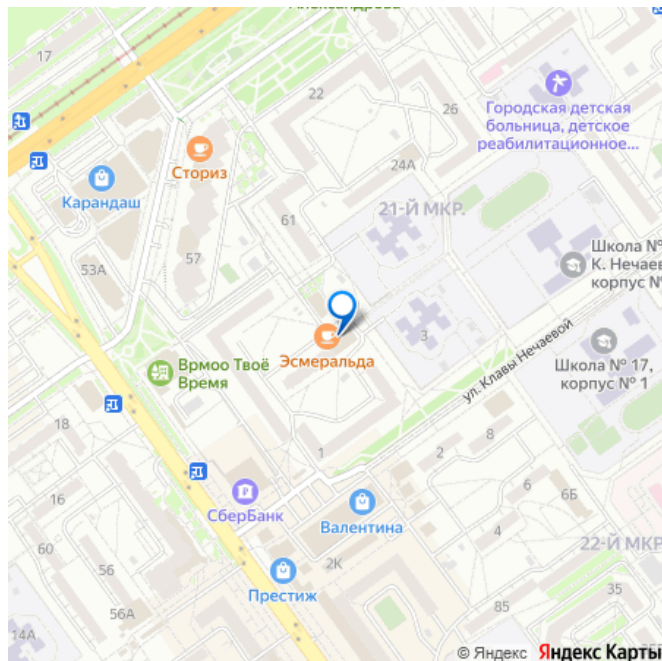 Александрова
17
22
26
Городская детская
больница, детское
реабилитационное...
Сториз
24А
Карандаш
61
21-Й МКР.
57
53А
Школа №
К. Нечаев
корпус №
3
Эсмеральда
Врмоо Твоё
Время
ул. Клавы Нечаевой
Школа № 17,
корпус № 1
18
1
2
8
16
СберБанк
Валентина
6
6Б
4
60
2К
22-Й МКР
Престиж
35
56А
85
14А
© Яндекс Яндекс Карты